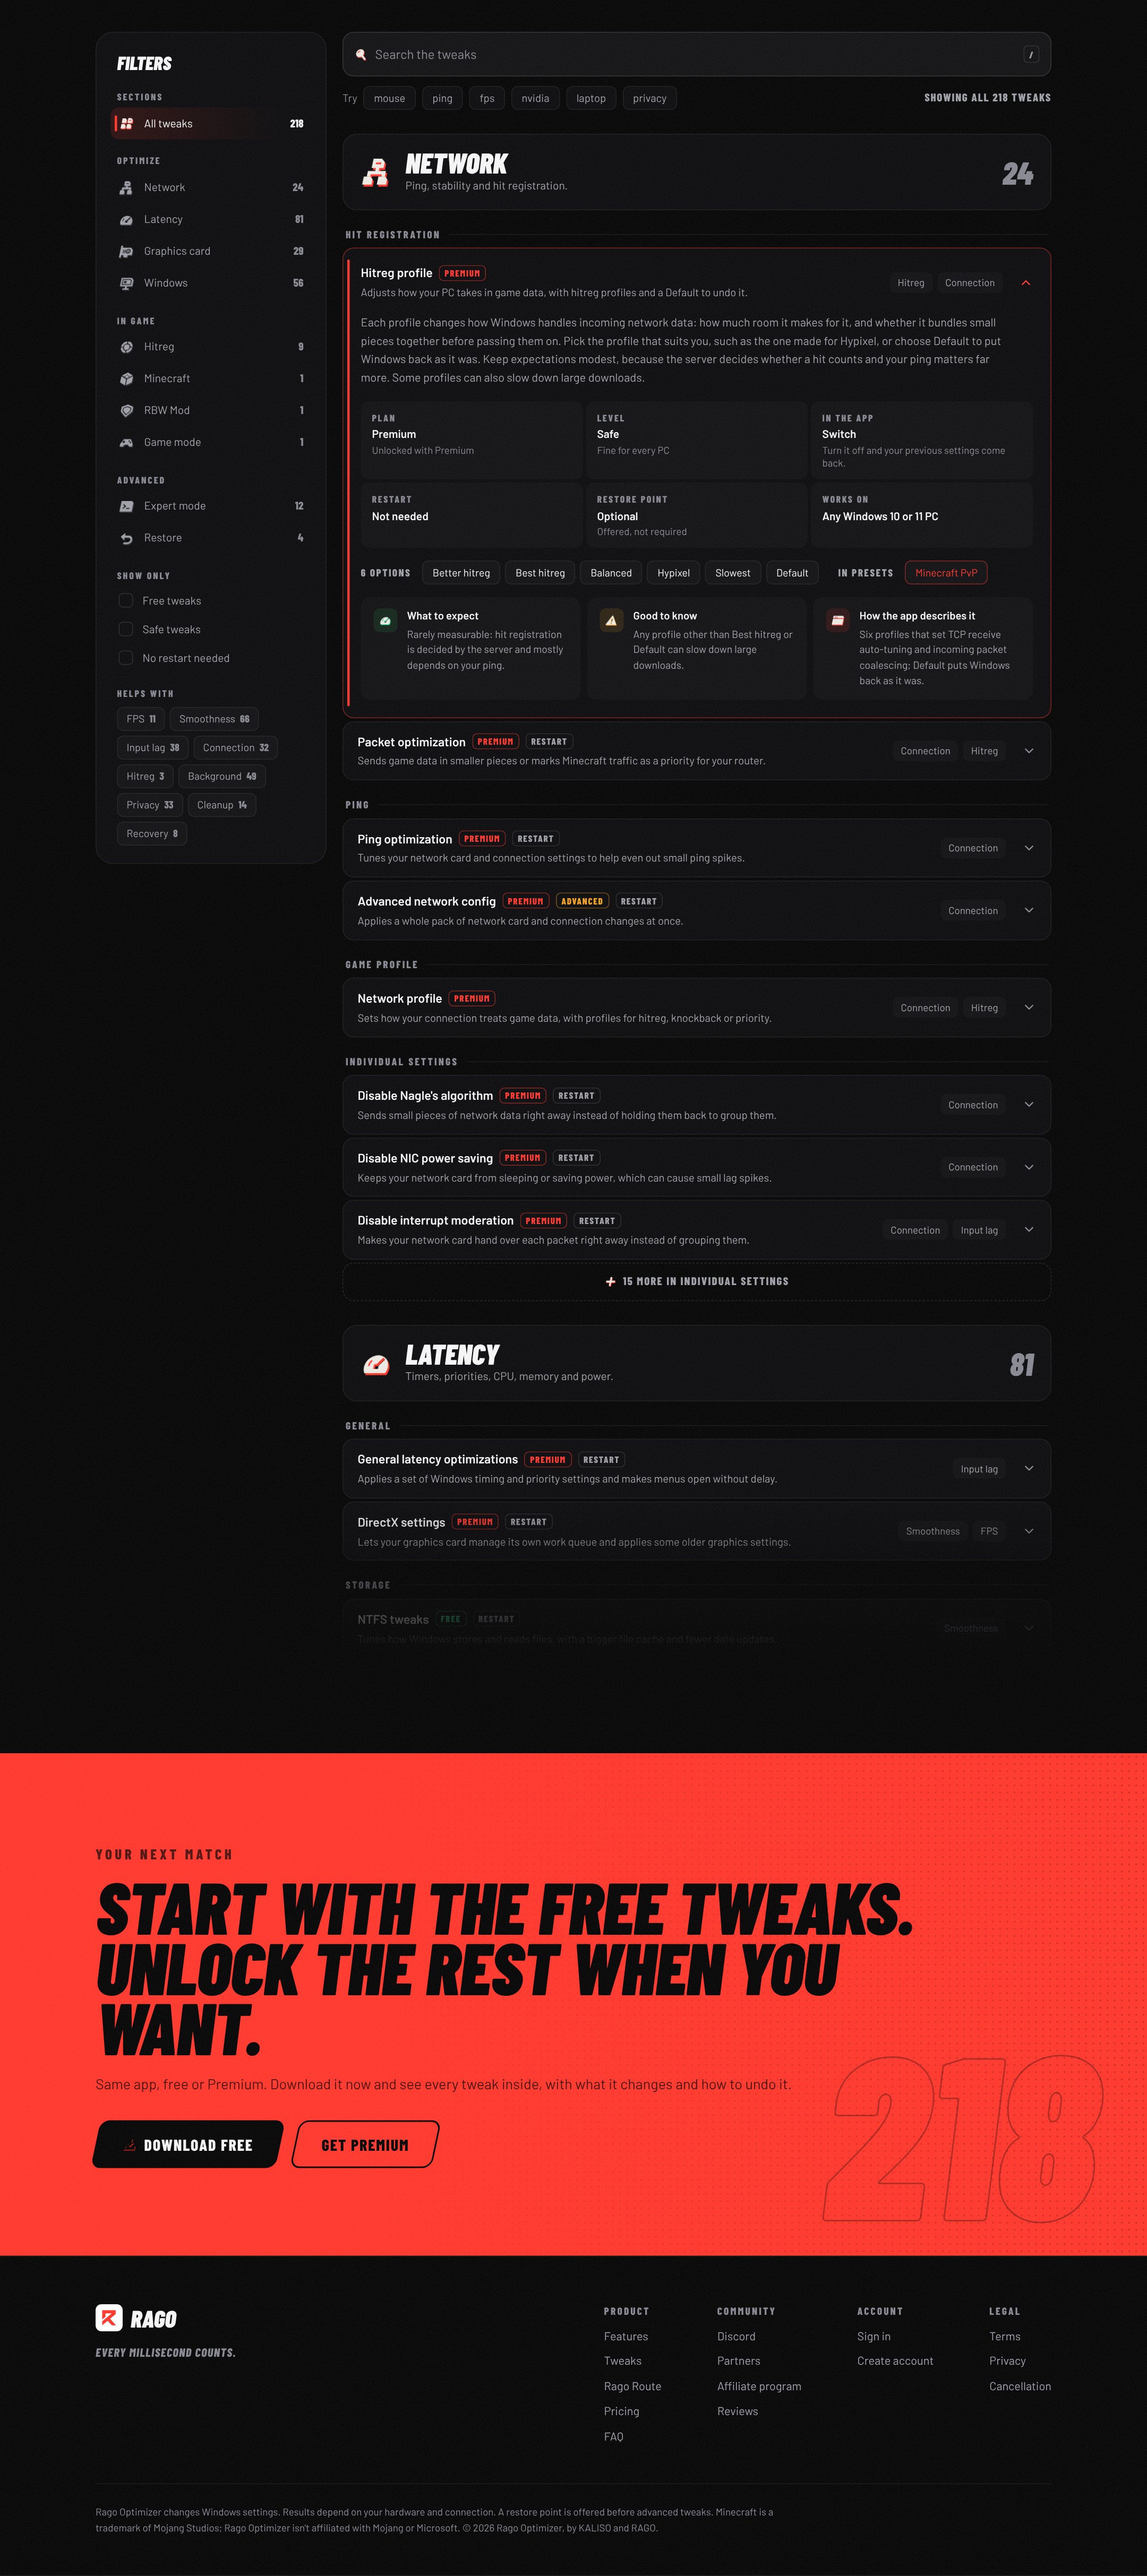 FILTERS
SECTIONS
All tweaks 218
OPTIMIZE
Network 24
Latency 81
Graphics card 29
Windows 56
IN GAME
Hitreg 9
Minecraft 1
RBW Mod 1
Game mode 1
ADVANCED
Expert mode 12
Restore 4
SHOW ONLY
Free tweaks
Safe tweaks
No restart needed
HELPS WITH
FPS 11 Smoothness 66
Input lag 38 Connection 32
Hitreg 3 Background 49
Privacy 33 Cleanup 14
Recovery 8
Search the tweaks /
Try mouse ping fps nvidia laptop privacy SHOWING ALL 218 TWEAKS
NETWORK
Ping, stability and hit registration.
24
HIT REGISTRATION
Hitreg profile PREMIUM
Adjusts how your PC takes in game data, with hitreg profiles and a Default to undo it.
Hitreg Connection
Each profile changes how Windows handles incoming network data: how much room it makes for it, and whether it bundles small
pieces together before passing them on. Pick the profile that suits you, such as the one made for Hypixel, or choose Default to put
Windows back as it was. Keep expectations modest, because the server decides whether a hit counts and your ping matters far
more. Some profiles can also slow down large downloads.
PLAN
Premium
Unlocked with Premium
LEVEL
Safe
Fine for every PC
IN THE APP
Switch
Turn it off and your previous settings come
back.
RESTART
Not needed
RESTORE POINT
Optional
Offered, not required
WORKS ON
Any Windows 10 or 11 PC
6 OPTIONS Better hitreg Best hitreg Balanced Hypixel Slowest Default IN PRESETS Minecraft PvP
What to expect
Rarely measurable: hit registration
is decided by the server and mostly
depends on your ping.
Good to know
Any profile other than Best hitreg or
Default can slow down large
downloads.
How the app describes it
Six profiles that set TCP receive
auto-tuning and incoming packet
coalescing; Default puts Windows
back as it was.
Packet optimization PREMIUM RESTART
Sends game data in smaller pieces or marks Minecraft traffic as a priority for your router.
Connection Hitreg
PING
Ping optimization PREMIUM RESTART
Tunes your network card and connection settings to help even out small ping spikes.
Connection
Advanced network config PREMIUM ADVANCED RESTART
Applies a whole pack of network card and connection changes at once.
Connection
GAME PROFILE
Network profile PREMIUM
Sets how your connection treats game data, with profiles for hitreg, knockback or priority.
Connection Hitreg
INDIVIDUAL SETTINGS
Disable Nagle's algorithm PREMIUM RESTART
Sends small pieces of network data right away instead of holding them back to group them.
Connection
Disable NIC power saving PREMIUM RESTART
Keeps your network card from sleeping or saving power, which can cause small lag spikes.
Connection
Disable interrupt moderation PREMIUM RESTART
Makes your network card hand over each packet right away instead of grouping them.
Connection Input lag
15 MORE IN INDIVIDUAL SETTINGS
LATENCY
Timers, priorities, CPU, memory and power.
81
GENERAL
General latency optimizations PREMIUM RESTART
Applies a set of Windows timing and priority settings and makes menus open without delay.
Input lag
DirectX settings PREMIUM RESTART
Lets your graphics card manage its own work queue and applies some older graphics settings.
Smoothness FPS
STORAGE
NTFS tweaks FREE RESTART
Tunes how Windows stores and reads files, with a bigger file cache and fewer date updates.
Smoothness
YOUR NEXT MATCH
START WITH THE FREE TWEAKS.
UNLOCK THE REST WHEN YOU
WANT.
Same app, free or Premium. Download it now and see every tweak inside, with what it changes and how to undo it.
DOWNLOAD FREE GET PREMIUM
218
RAGO
EVERY MILLISECOND COUNTS.
PRODUCT
Features
Tweaks
Rago Route
Pricing
FAQ
COMMUNITY
Discord
Partners
Affiliate program
Reviews
ACCOUNT
Sign in
Create account
LEGAL
Terms
Privacy
Cancellation
Rago Optimizer changes Windows settings. Results depend on your hardware and connection. A restore point is offered before advanced tweaks. Minecraft is a
trademark of Mojang Studios; Rago Optimizer isn't affiliated with Mojang or Microsoft. © 2026 Rago Optimizer, by KALISO and RAGO.